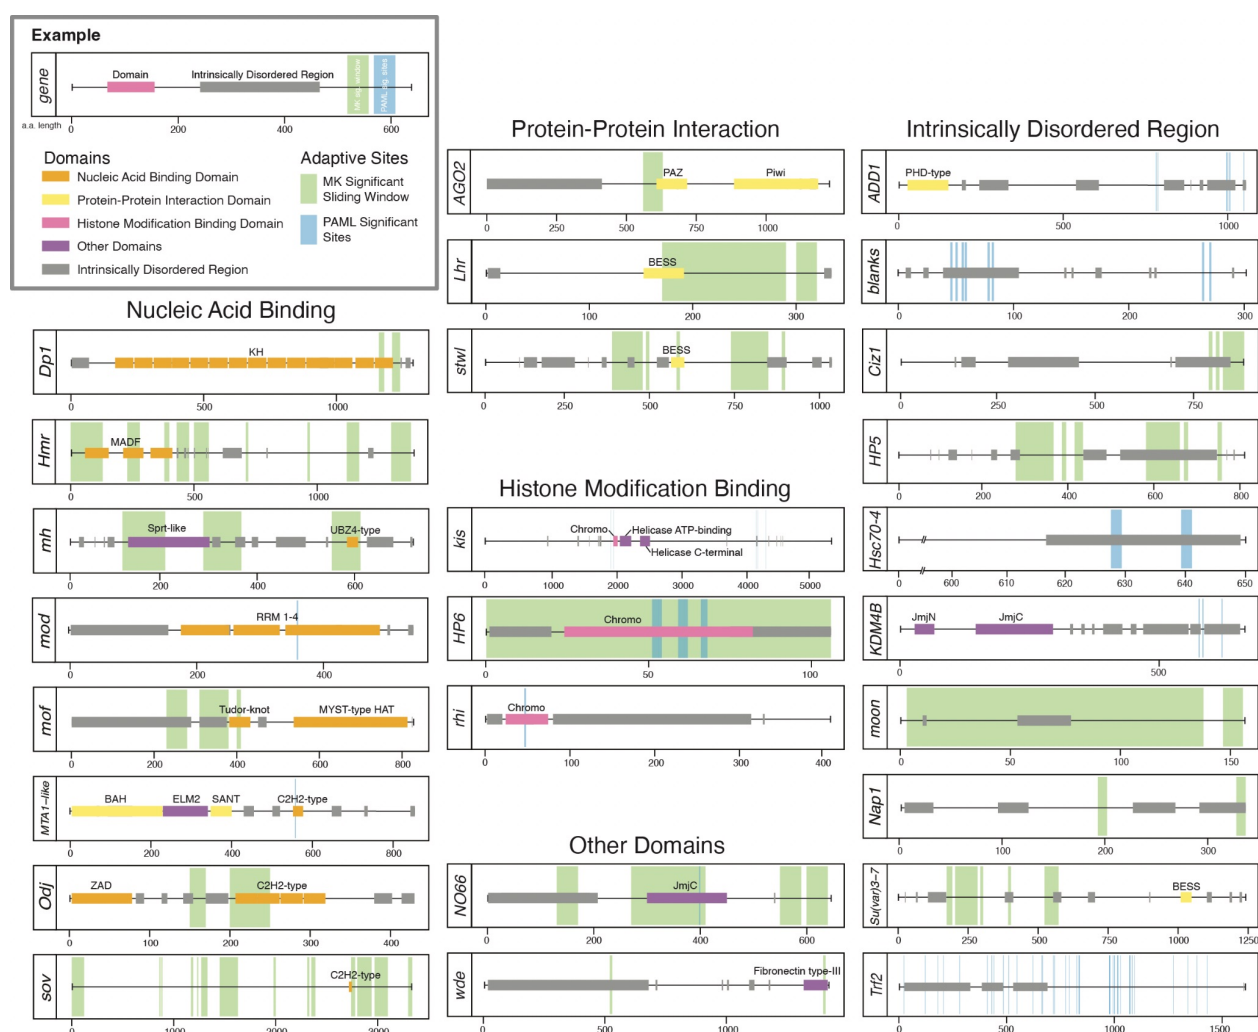 Example
gene
Domain
Intrinsically Disordered Region
MK sig. window
PAML sig. sites
a.a. length
0 200 400 600
Domains
Nucleic Acid Binding Domain
Protein-Protein Interaction Domain
Histone Modification Binding Domain
Other Domains
Intrinsically Disordered Region
Adaptive Sites
MK Significant
Sliding Window
PAML Significant
Sites
Nucleic Acid Binding
Dp1
KH
0 500 1000
Hmr
MADF
0 500 1000
mh
Sprt-like
UBZ4-type
0 200 400 600
mod
RRM 1-4
0 200 400
mof
Tudor-knot
MYST-type HAT
0 200 400 600 800
MTA1-like
BAH
ELM2
SANT
C2H2-type
0 200 400 600 800
Odj
ZAD
C2H2-type
0 100 200 300 400
sov
C2H2-type
0 1000 2000 3000
Protein-Protein Interaction
AGO2
PAZ
Piwi
0 250 500 750 1000
Lhr
BESS
0 100 200 300
stwl
BESS
0 250 500 750 1000
Histone Modification Binding
kis
Chromo
Helicase ATP-binding
Helicase C-terminal
0 1000 2000 3000 4000 5000
HP6
Chromo
0 50 100
rhi
Chromo
0 100 200 300 400
Other Domains
NO66
JmjC
0 200 400 600
wde
Fibronectin type-III
0 500 1000
Intrinsically Disordered Region
ADD1
PHD-type
0 500 1000
blanks
0 100 200 300
Ciz1
0 250 500 750
HP5
0 200 400 600 800
Hsc70-4
0 600 610 620 630 640 650
KDM4B
JmjN
JmjC
0 500
moon
0 50 100 150
Nap1
0 100 200 300
Su(var)3-7
BESS
0 250 500 750 1000 1250
Trf2
0 500 1000 1500